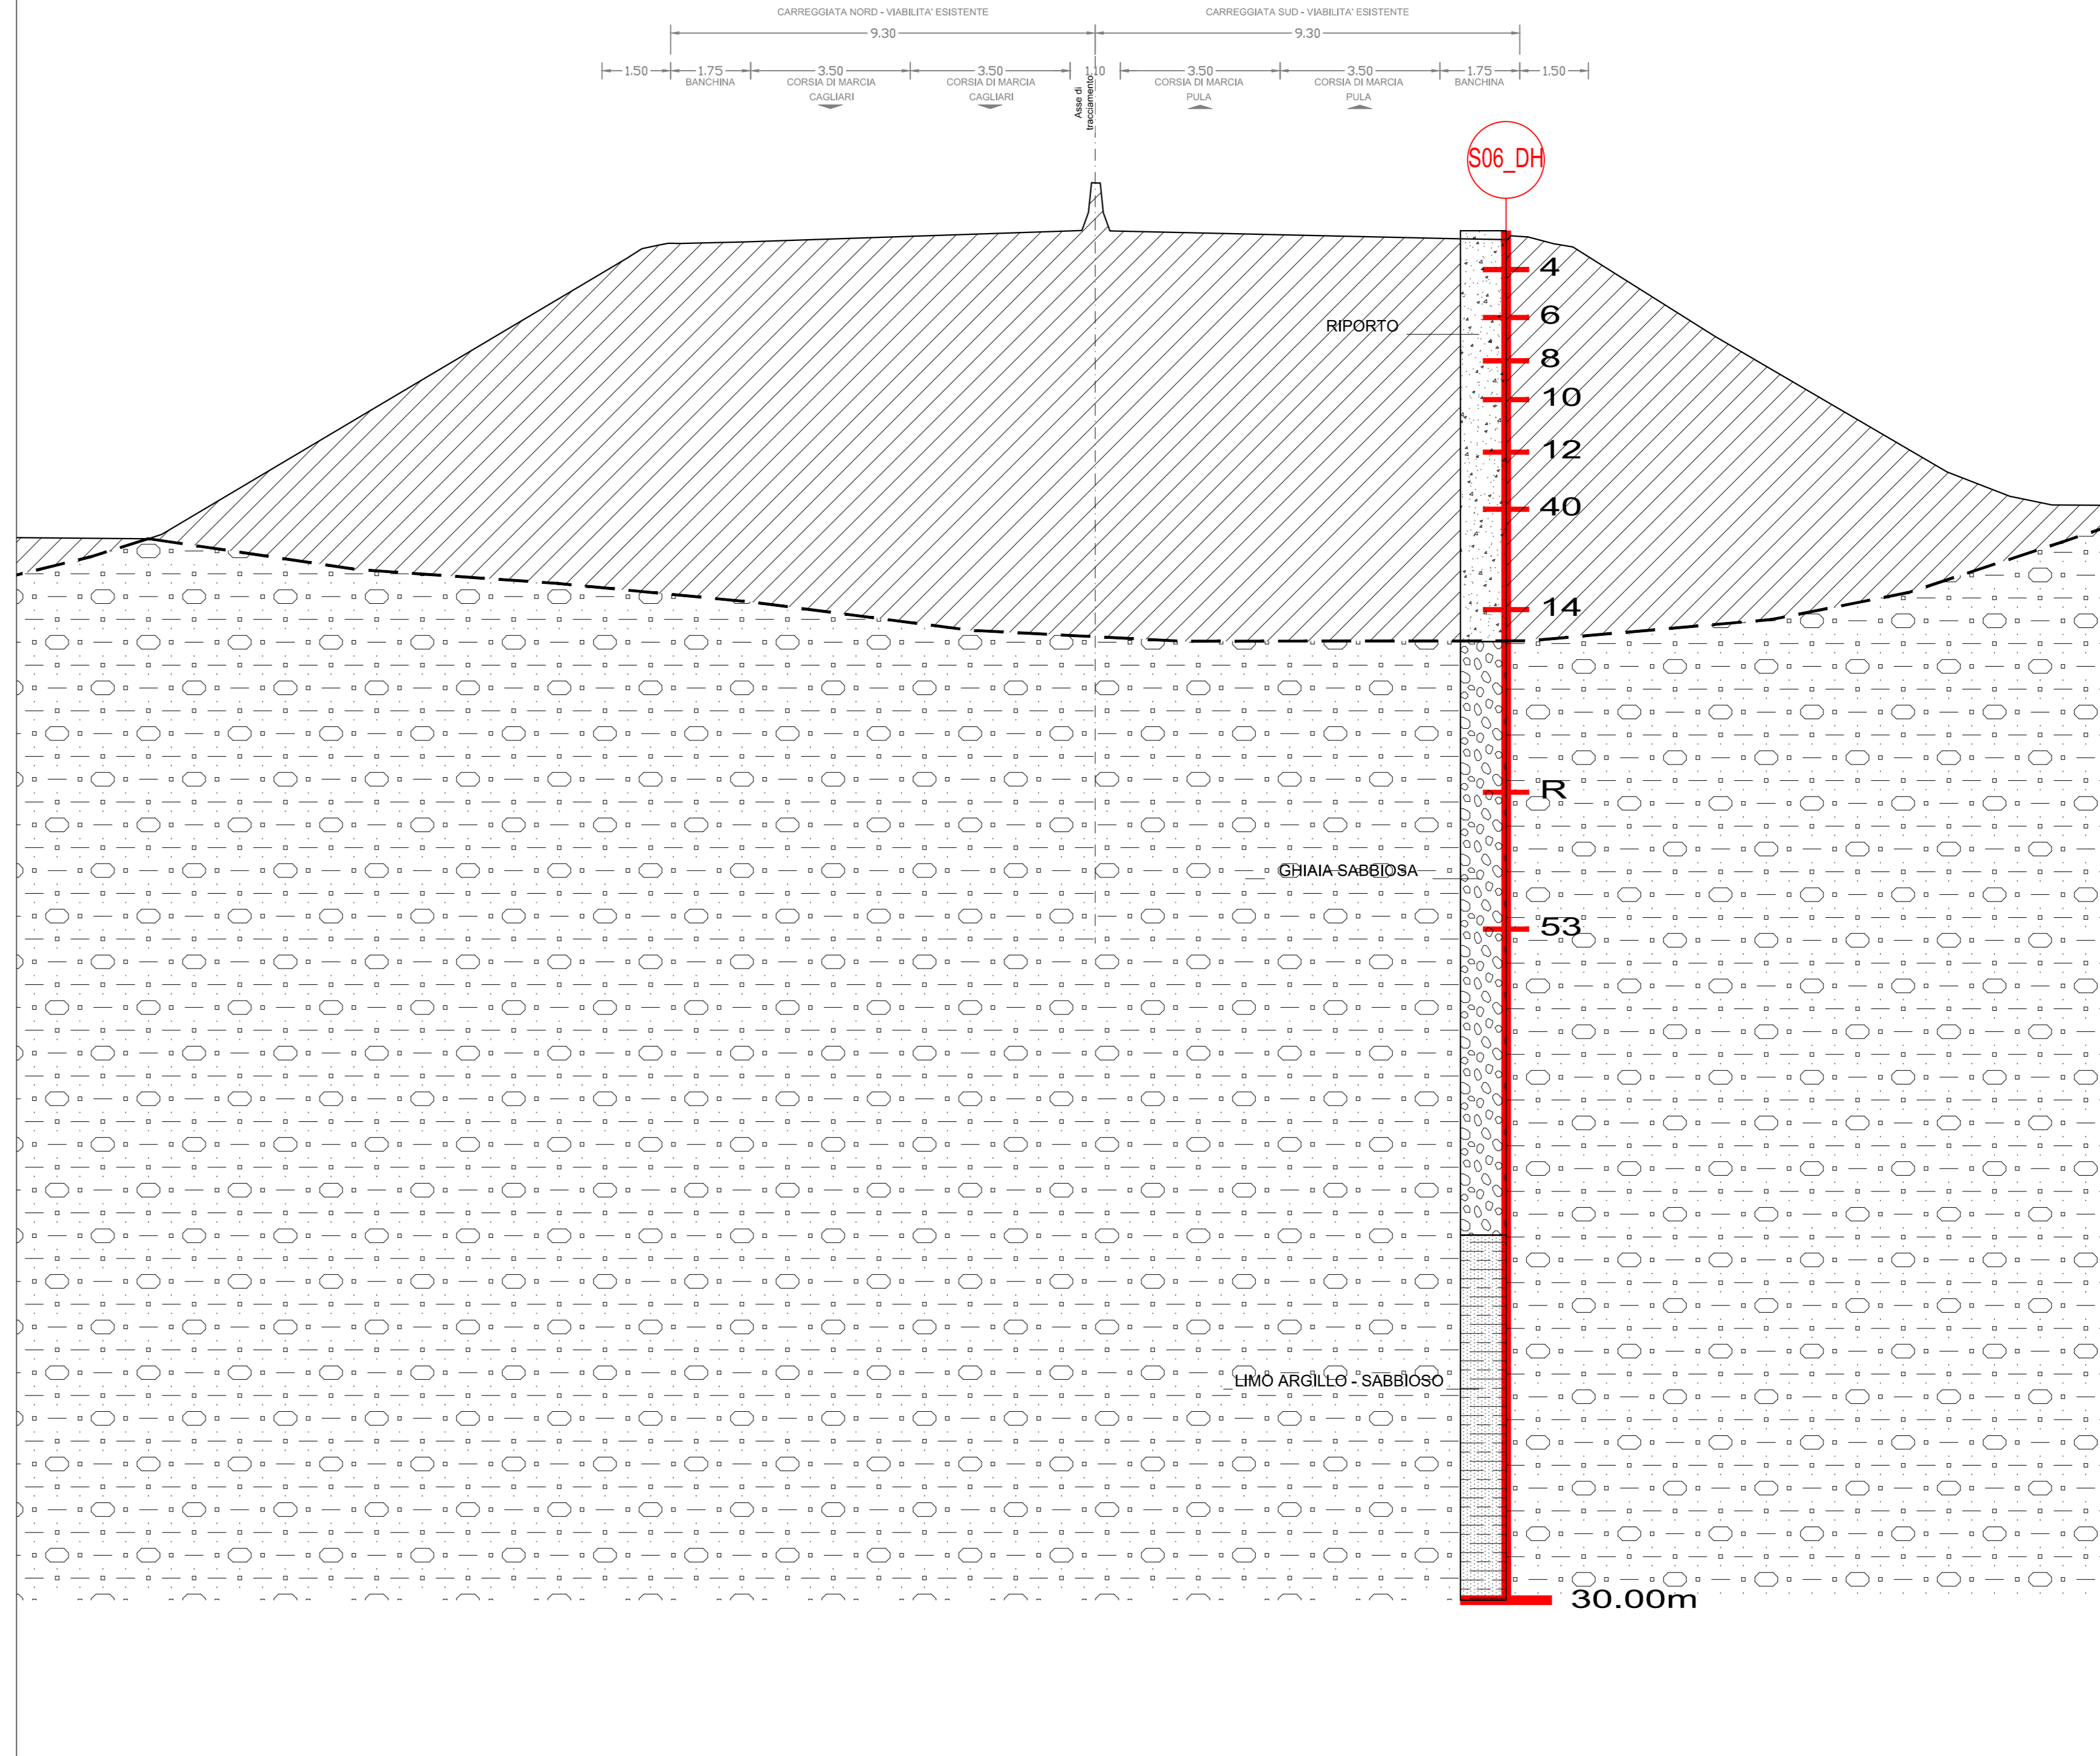 CARREGGIATA NORD - VIABILITA' ESISTENTE
CARREGGIATA SUD - VIABILITA' ESISTENTE
9.30
9.30
1.50
1.75
3.50
3.50
1.10
3.50
3.50
1.75
1.50
BANCHINA
CORSIA DI MARCIA
CORSIA DI MARCIA
CORSIA DI MARCIA
CORSIA DI MARCIA
BANCHINA
CAGLIARI
CAGLIARI
PULA
PULA
Asse di
tracciamento
S06_DH
4
6
RIPORTO
8
10
12
40
14
R
GHIAIA SABBIOSA
53
LIMO ARGILLO - SABBIOSO
30.00m